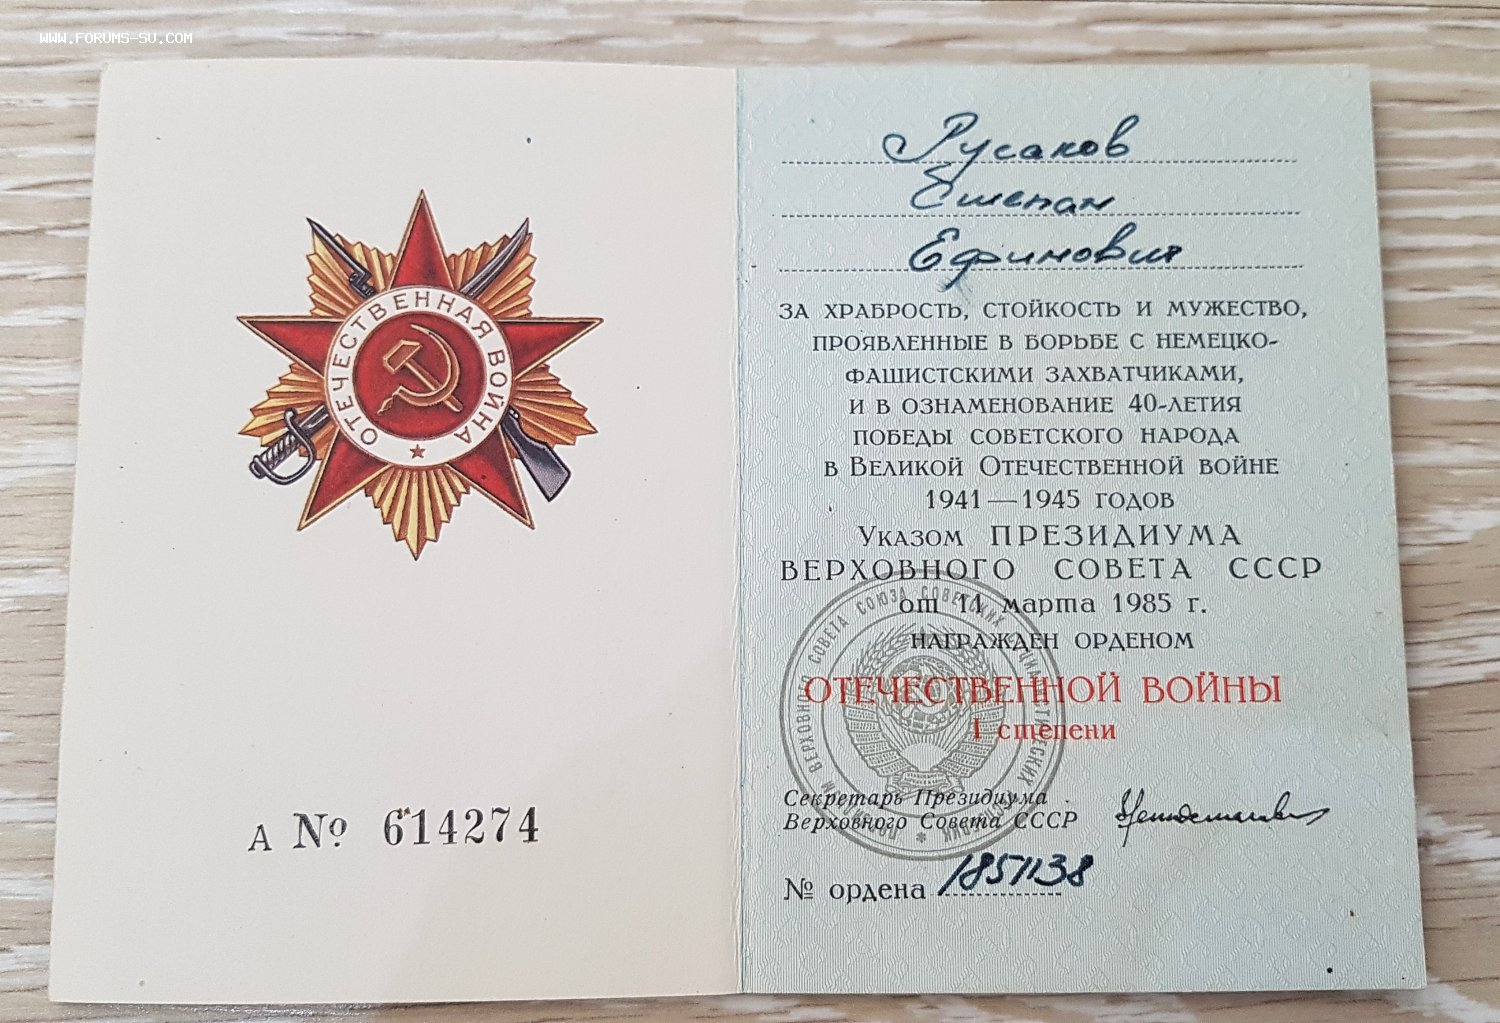 WWW.FORUMS-SU.COM
ОТЕЧЕСТВЕННАЯ ВОЙНА
А № 614274
Русаков
Степан
Ефимович
ЗА ХРАБРОСТЬ, СТОЙКОСТЬ И МУЖЕСТВО,
ПРОЯВЛЕННЫЕ В БОРЬБЕ С НЕМЕЦКО-
ФАШИСТСКИМИ ЗАХВАТЧИКАМИ,
И В ОЗНАМЕНОВАНИЕ 40-ЛЕТИЯ
ПОБЕДЫ СОВЕТСКОГО НАРОДА
В ВЕЛИКОЙ ОТЕЧЕСТВЕННОЙ ВОЙНЕ
1941—1945 ГОДОВ
УКАЗОМ ПРЕЗИДИУМА
ВЕРХОВНОГО СОВЕТА СССР
от 11 марта 1985 г.
НАГРАЖДЕН ОРДЕНОМ
ОТЕЧЕСТВЕННОЙ ВОЙНЫ
I степени
Секретарь Президиума
Верховного Совета СССР
№ ордена 1851138